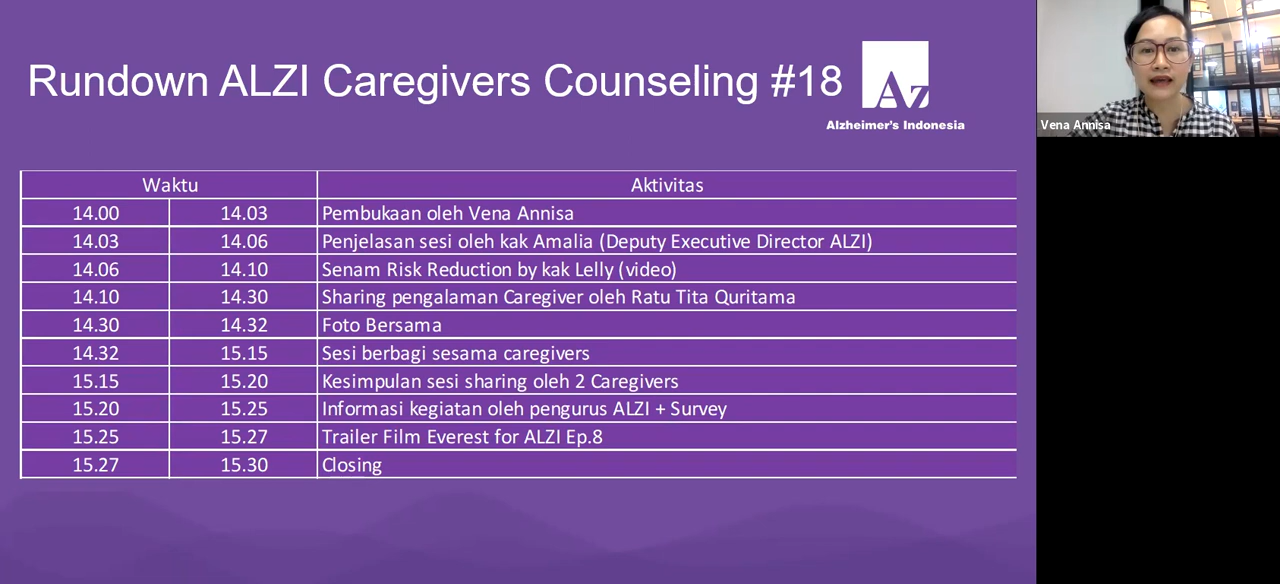 Rundown ALZI Caregivers Counseling #18
Az
Alzheimer's Indonesia
Vena Annisa
Waktu Aktivitas
14.00 14.03 Pembukaan oleh Vena Annisa
14.03 14.06 Penjelasan sesi oleh kak Amalia (Deputy Executive Director ALZI)
14.06 14.10 Senam Risk Reduction by kak Lelly (video)
14.10 14.30 Sharing pengalaman Caregiver oleh Ratu Tita Quritama
14.30 14.32 Foto Bersama
14.32 15.15 Sesi berbagi sesama caregivers
15.15 15.20 Kesimpulan sesi sharing oleh 2 Caregivers
15.20 15.25 Informasi kegiatan oleh pengurus ALZI + Survey
15.25 15.27 Trailer Film Everest for ALZI Ep.8
15.27 15.30 Closing